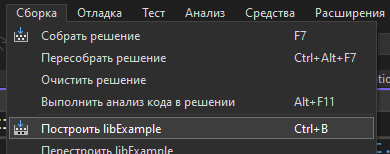 Сборка Отладка Тест Анализ Средства Расширения
Собрать решение F7
Пересобрать решение Ctrl+Alt+F7
Очистить решение
Выполнить анализ кода в решении Alt+F11
Построить libExample Ctrl+B
Перестроить libExample